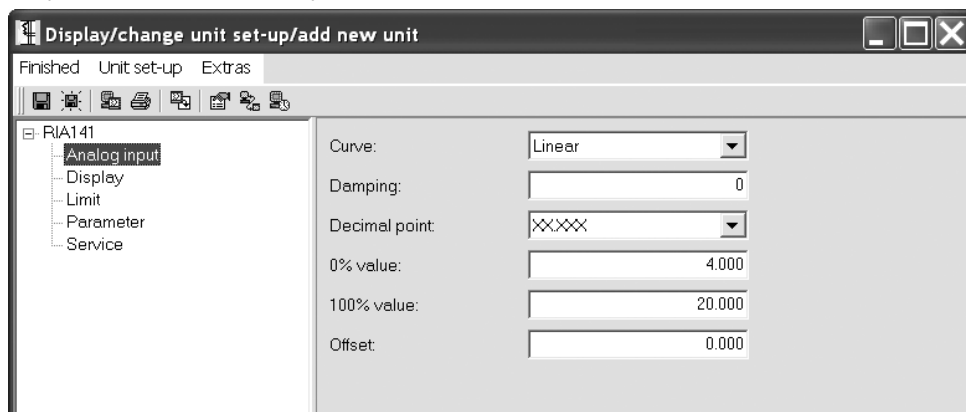 Display/change unit set-up/add new unit
Finished Unit set-up Extras
RIA141
Analog input
Display
Limit
Parameter
Service
Curve: Linear
Damping: 0
Decimal point: XX.XXX
0% value: 4.000
100% value: 20.000
Offset: 0.000